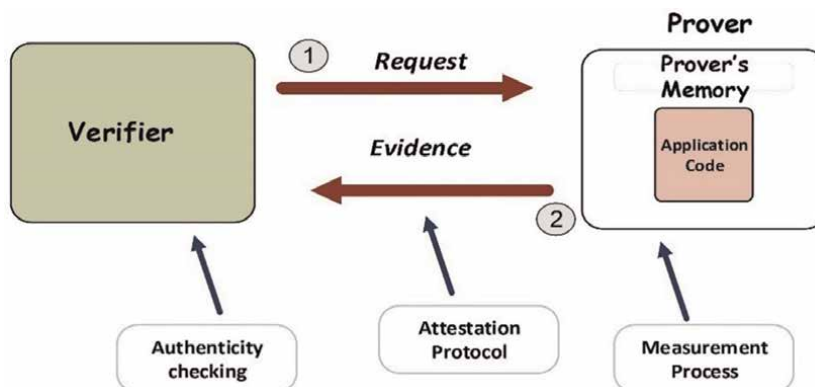 Prover
1
Request
Prover's
Memory
Verifier
Application
Code
Evidence
2
Authenticity
checking
Attestation
Protocol
Measurement
Process